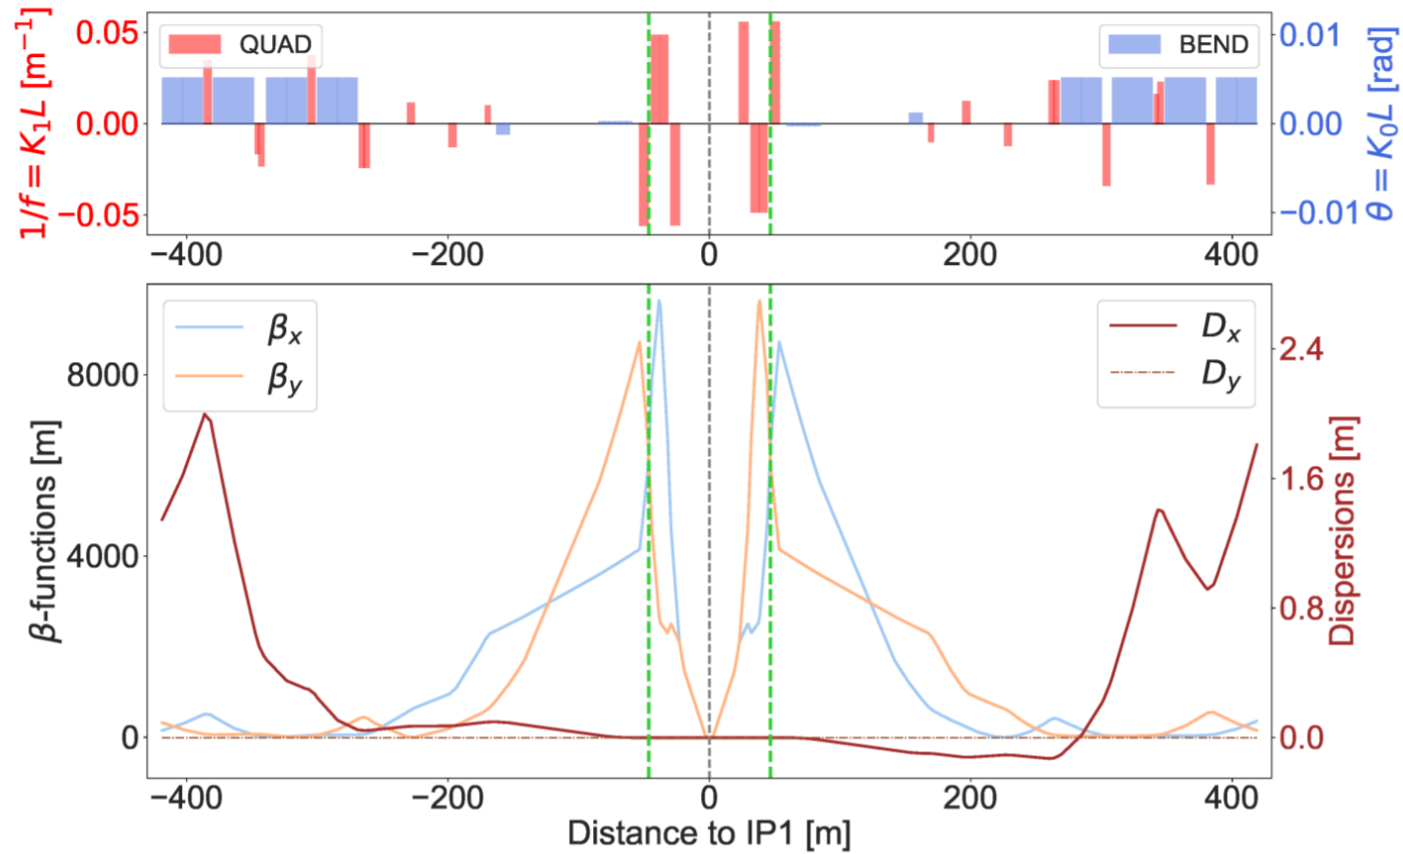 1/f = K₁L [m⁻¹]
0.05
0.00
−0.05
QUAD
BEND
0.01
0.00
−0.01
θ = K₀L [rad]
−400
−200
0
200
400
β-functions [m]
8000
4000
0
βₓ
β_y
Dₓ
D_y
2.4
1.6
0.8
0.0
Dispersions [m]
−400
−200
0
200
400
Distance to IP1 [m]